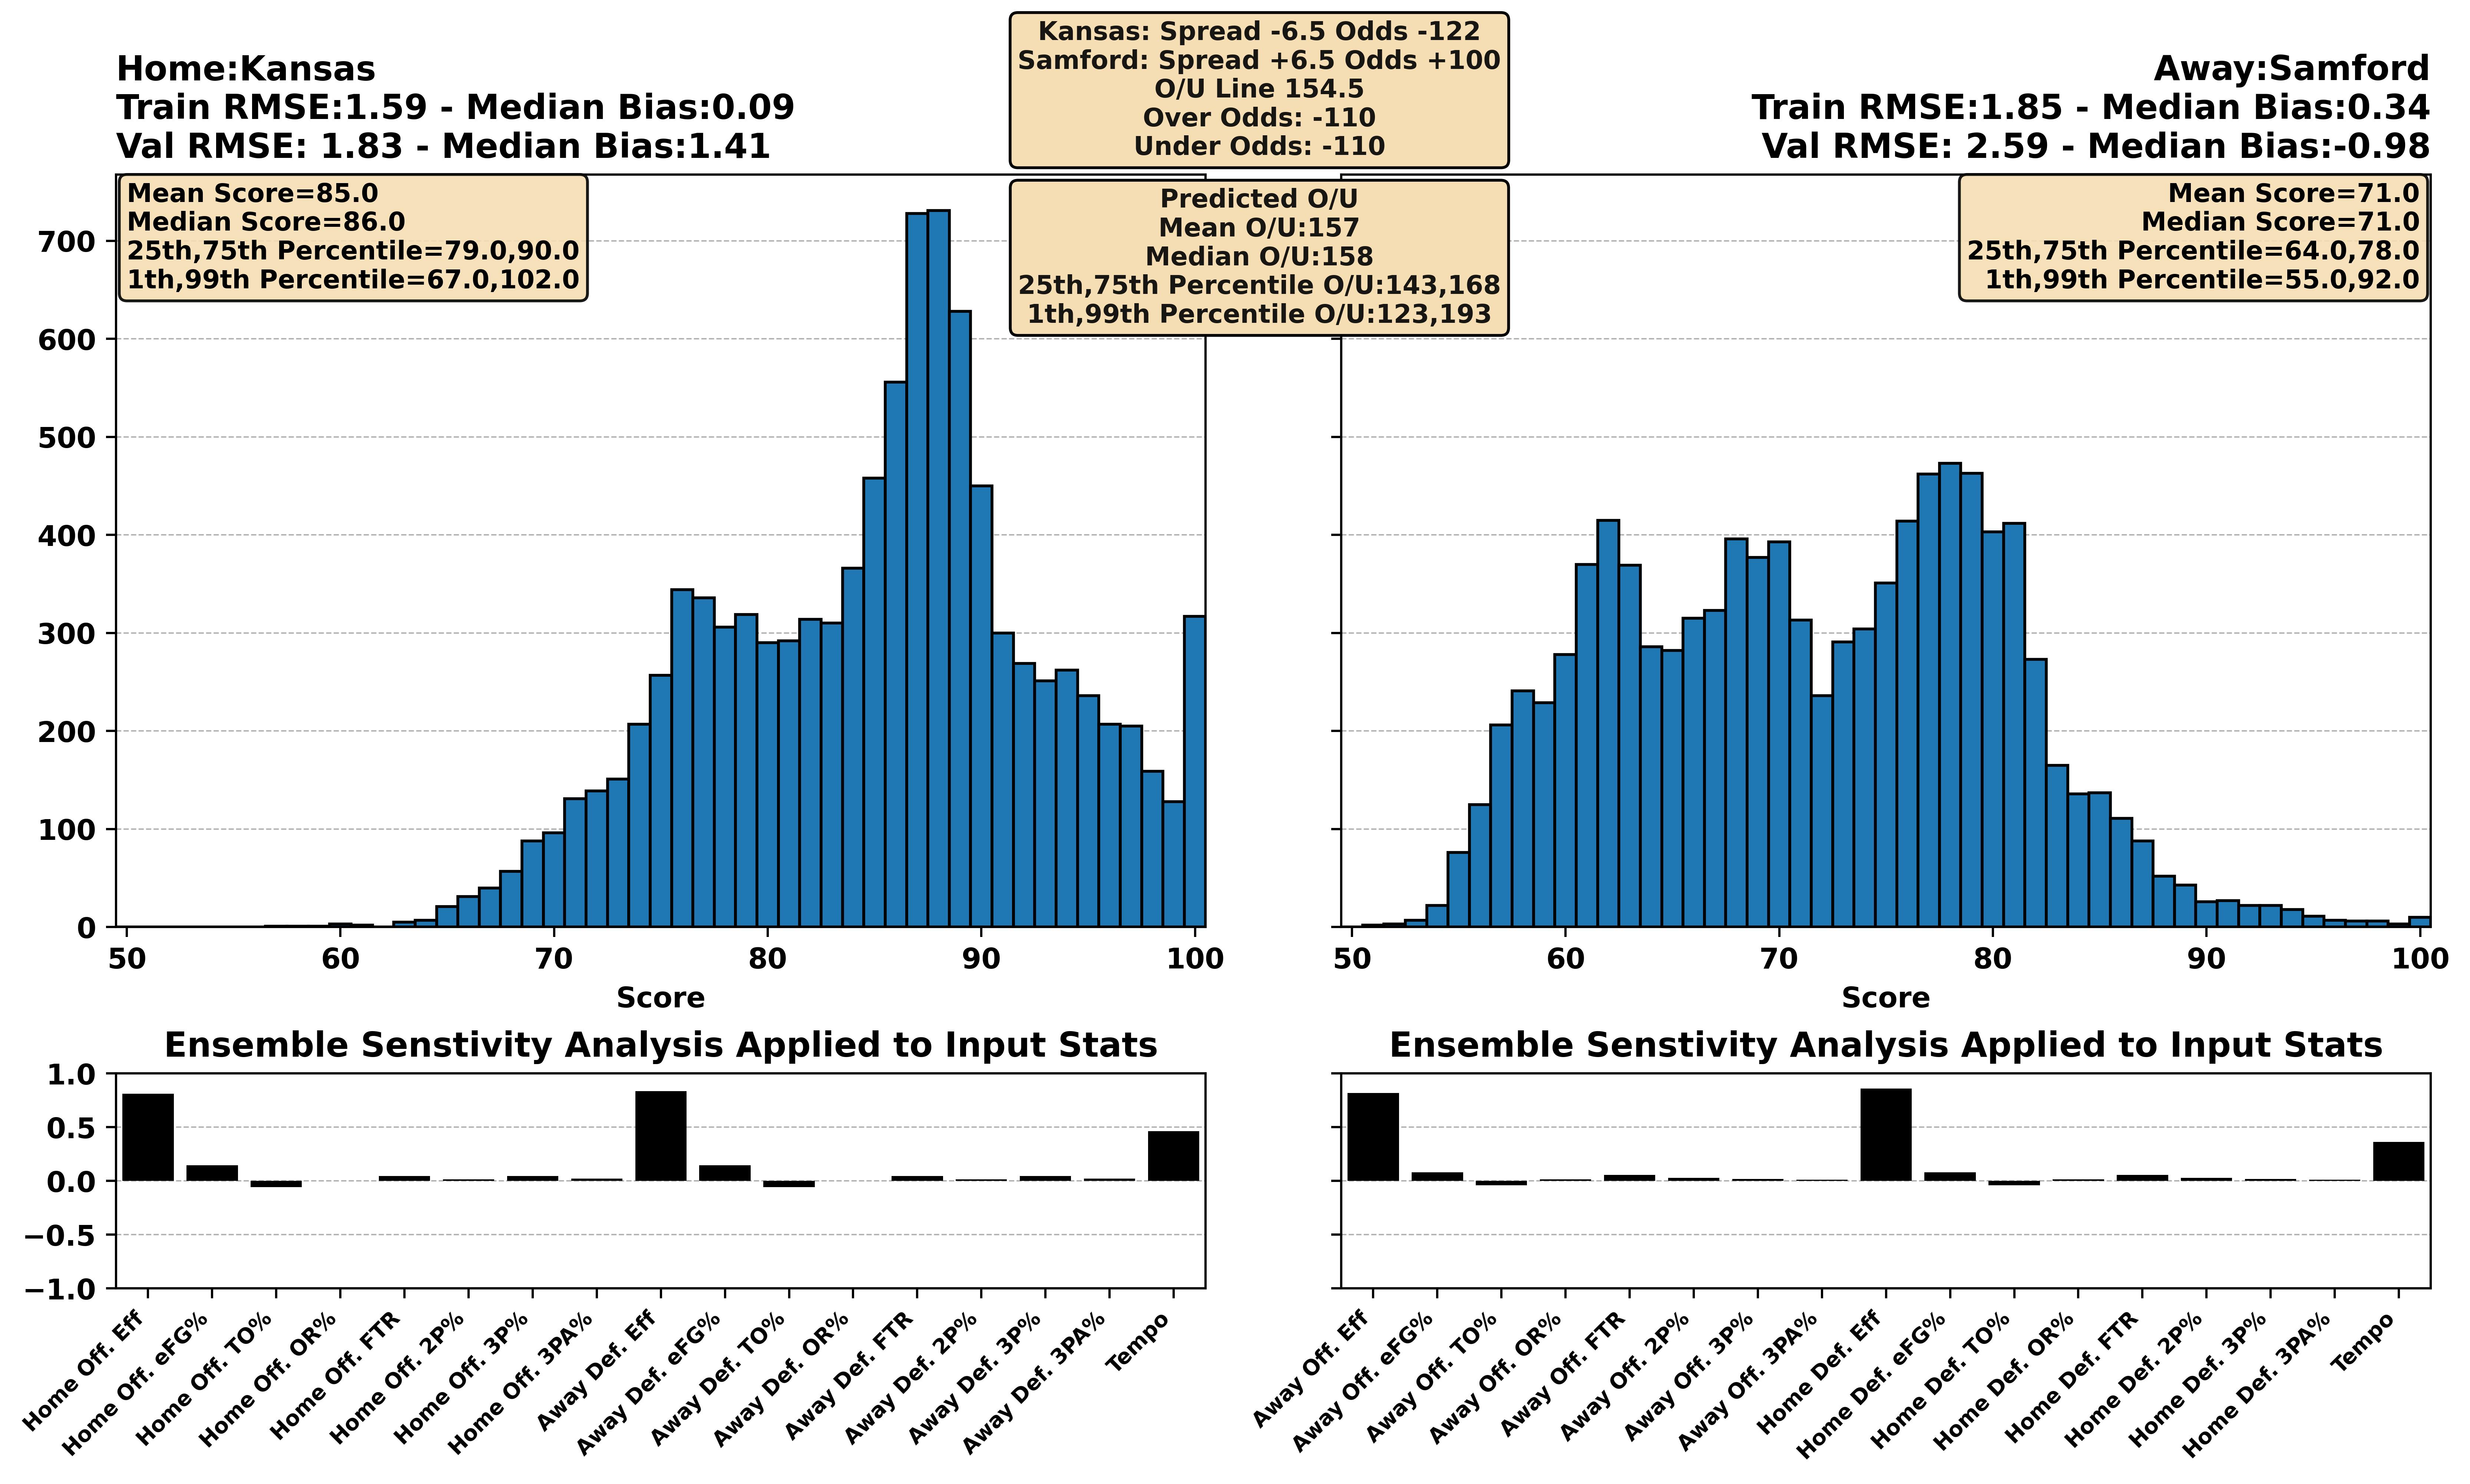 Kansas: Spread -6.5 Odds -122
Samford: Spread +6.5 Odds +100
O/U Line 154.5
Over Odds: -110
Under Odds: -110
Home:Kansas
Train RMSE:1.59 - Median Bias:0.09
Val RMSE: 1.83 - Median Bias:1.41
Away:Samford
Train RMSE:1.85 - Median Bias:0.34
Val RMSE: 2.59 - Median Bias:-0.98
Mean Score=85.0
Median Score=86.0
25th,75th Percentile=79.0,90.0
1th,99th Percentile=67.0,102.0
Predicted O/U
Mean O/U:157
Median O/U:158
25th,75th Percentile O/U:143,168
1th,99th Percentile O/U:123,193
Mean Score=71.0
Median Score=71.0
25th,75th Percentile=64.0,78.0
1th,99th Percentile=55.0,92.0
700
600
500
400
300
200
100
0
50 60 70 80 90 100
Score
50 60 70 80 90 100
Score
Ensemble Senstivity Analysis Applied to Input Stats
Ensemble Senstivity Analysis Applied to Input Stats
1.0
0.5
0.0
−0.5
−1.0
Home Off. Eff
Home Off. eFG%
Home Off. TO%
Home Off. OR%
Home Off. FTR
Home Off. 2P%
Home Off. 3P%
Home Off. 3PA%
Away Def. Eff
Away Def. eFG%
Away Def. TO%
Away Def. OR%
Away Def. FTR
Away Def. 2P%
Away Def. 3P%
Away Def. 3PA%
Tempo
Away Off. Eff
Away Off. eFG%
Away Off. TO%
Away Off. OR%
Away Off. FTR
Away Off. 2P%
Away Off. 3P%
Away Off. 3PA%
Home Def. Eff
Home Def. eFG%
Home Def. TO%
Home Def. OR%
Home Def. FTR
Home Def. 2P%
Home Def. 3P%
Home Def. 3PA%
Tempo